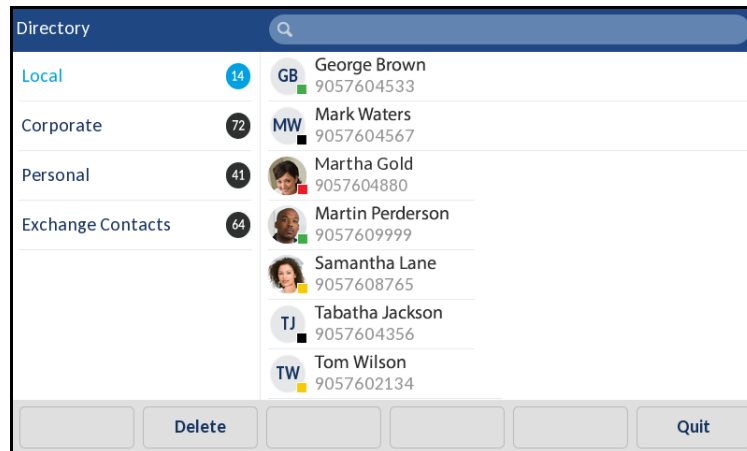 Directory
Local 14
Corporate 72
Personal 41
Exchange Contacts 64
GB George Brown
9057604533
MW Mark Waters
9057604567
Martha Gold
9057604880
Martin Perderson
9057609999
Samantha Lane
9057608765
TJ Tabatha Jackson
9057604356
TW Tom Wilson
9057602134
Delete Quit